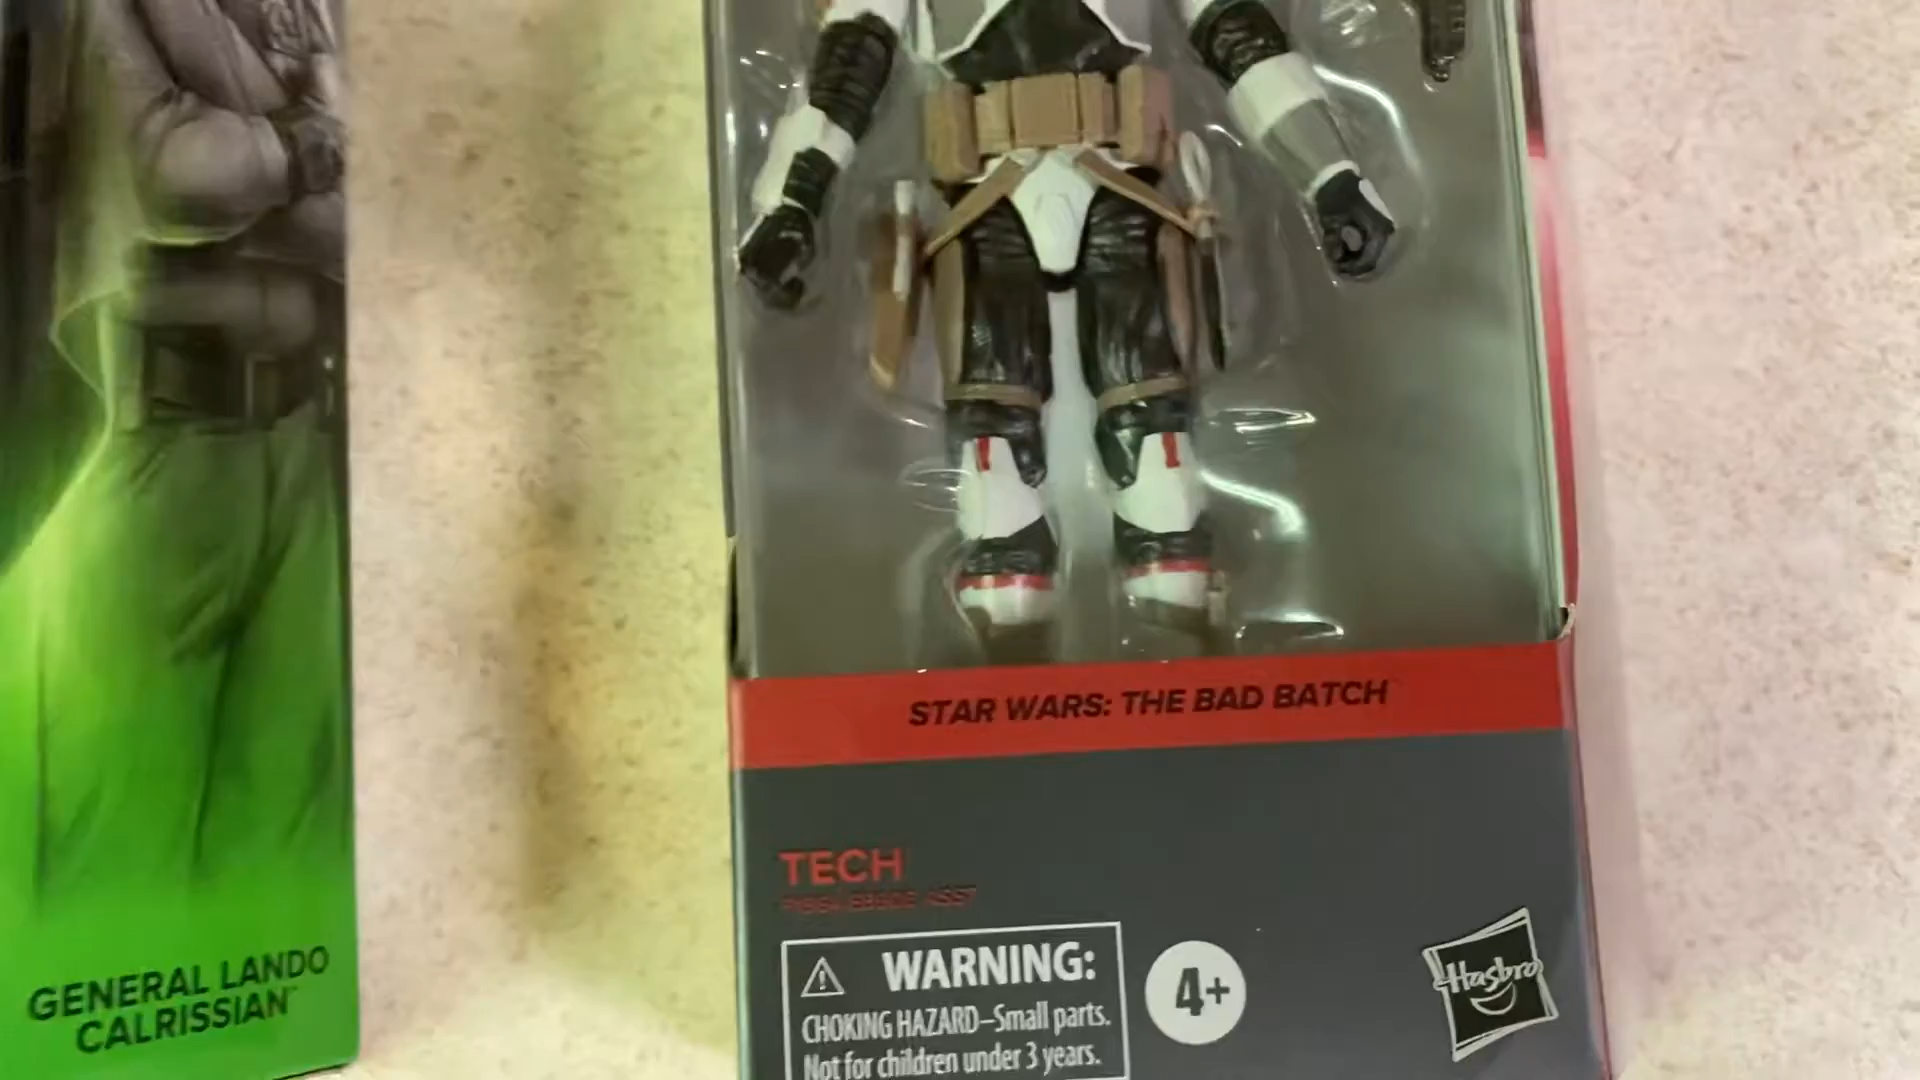 GENERAL LANDO
CALRISSIAN™
STAR WARS: THE BAD BATCH
TECH
WARNING:
CHOKING HAZARD–Small parts.
Not for children under 3 years.
4+
Hasbro